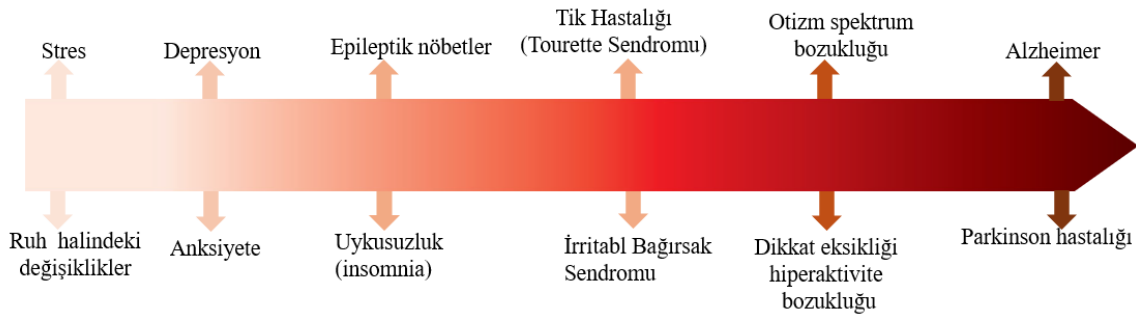 Stres
Depresyon
Epileptik nöbetler
Tik Hastalığı
(Tourette Sendromu)
Otizm spektrum
bozukluğu
Alzheimer
Ruh halindeki
değişiklikler
Anksiyete
Uykusuzluk
(insomnia)
İrritabl Bağırsak
Sendromu
Dikkat eksikliği
hiperaktivite
bozukluğu
Parkinson hastalığı